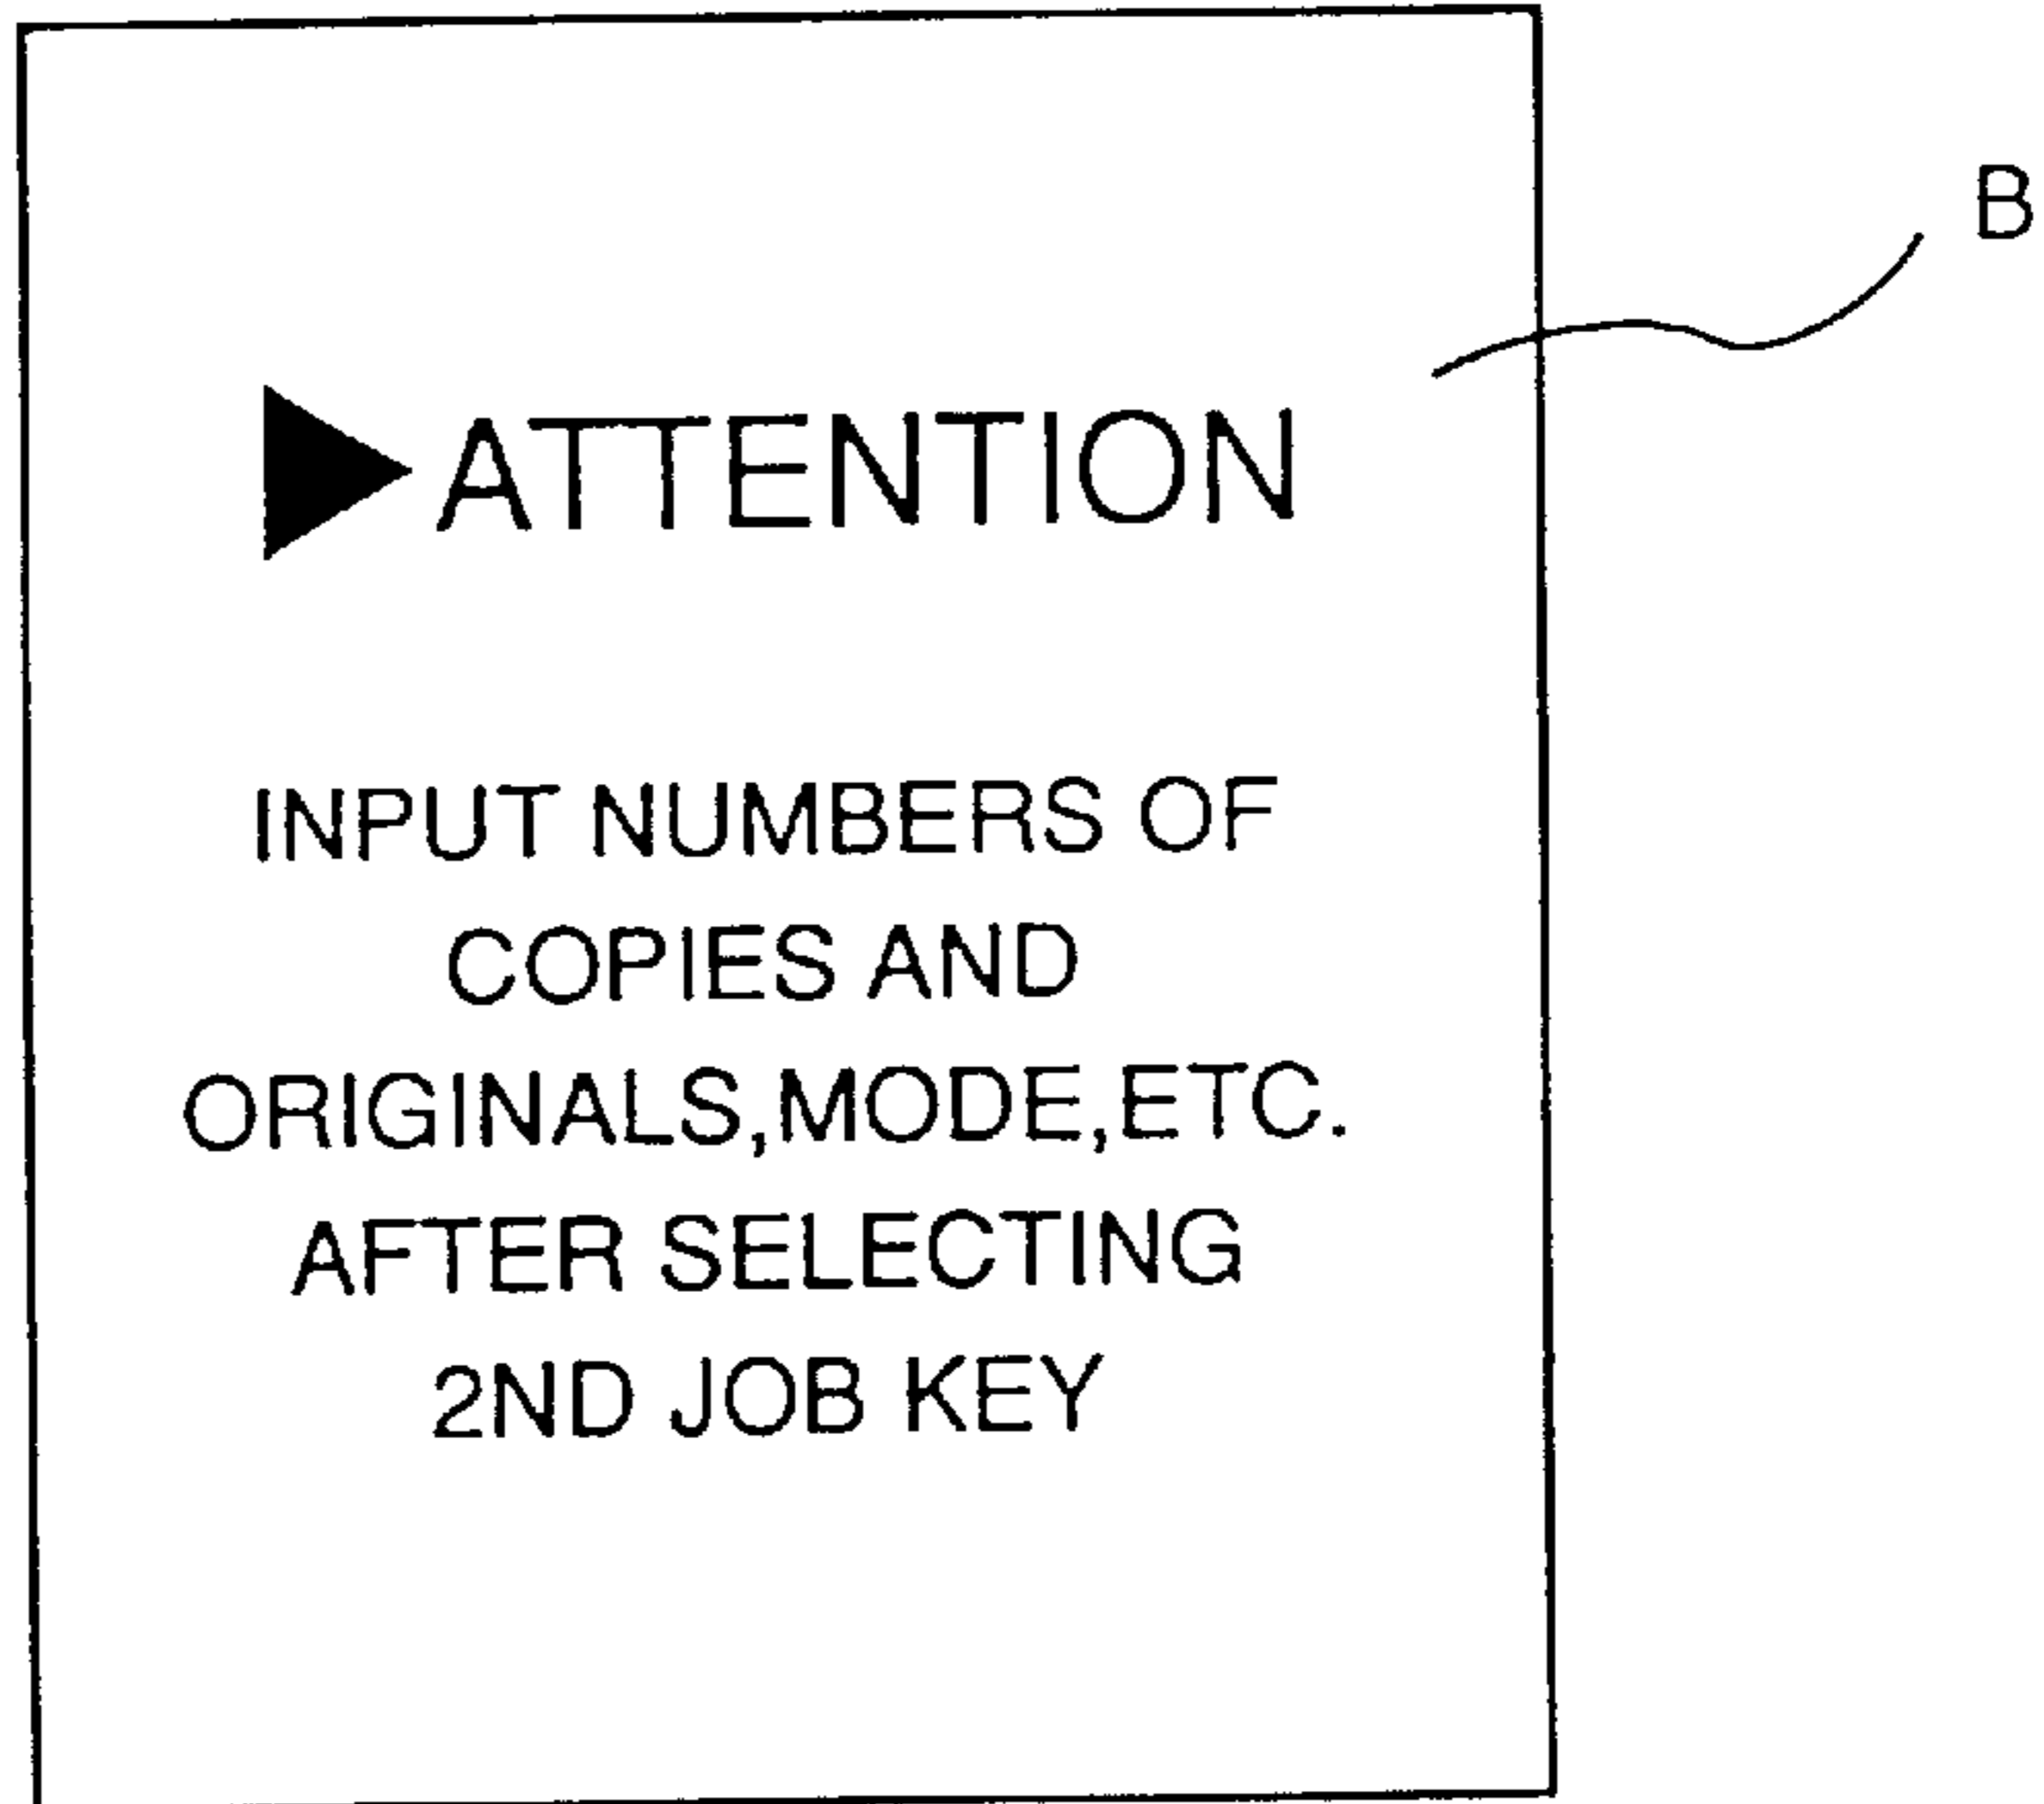 B
▶ATTENTION
INPUT NUMBERS OF
COPIES AND
ORIGINALS,MODE,ETC.
AFTER SELECTING
2ND JOB KEY